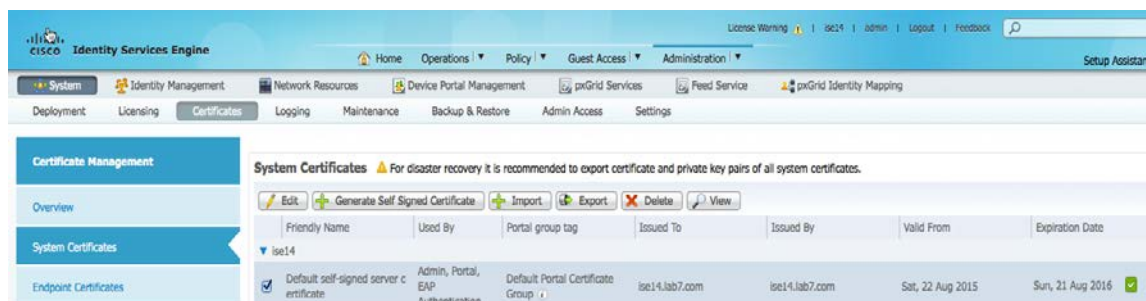 License Warning | ise14 | admin | Logout | Feedback
cisco Identity Services Engine
Home Operations Policy Guest Access Administration Setup Assistan
System Identity Management Network Resources Device Portal Management pxGrid Services Feed Service pxGrid Identity Mapping
Deployment Licensing Certificates Logging Maintenance Backup & Restore Admin Access Settings
Certificate Management
Overview
System Certificates
Endpoint Certificates
System Certificates For disaster recovery it is recommended to export certificate and private key pairs of all system certificates.
Edit Generate Self Signed Certificate Import Export Delete View
Friendly Name Used By Portal group tag Issued To Issued By Valid From Expiration Date
ise14
Default self-signed server c
ertificate
Admin, Portal,
EAP
Authentication
Default Portal Certificate
Group
ise14.lab7.com
ise14.lab7.com
Sat, 22 Aug 2015
Sun, 21 Aug 2016